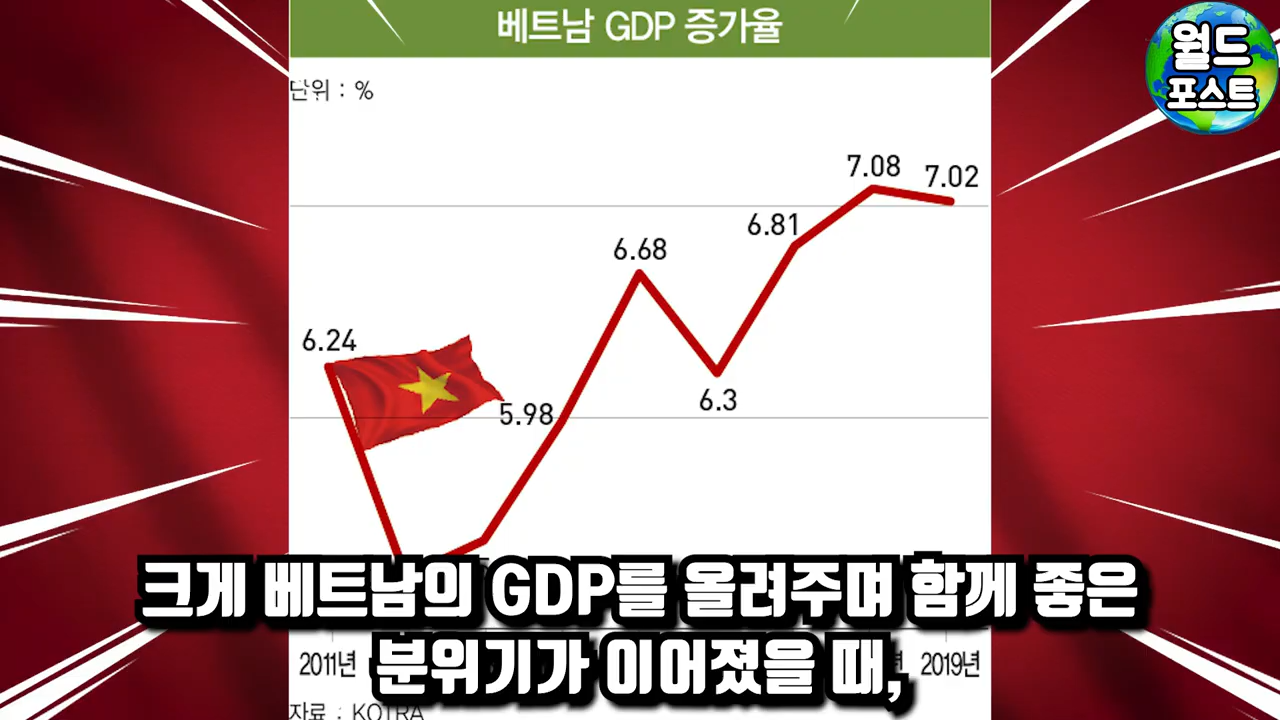 베트남 GDP 증가율
월드
포스트
단위 : %
7.08
7.02
6.81
6.68
6.24
6.3
5.98
크게 베트남의 GDP를 올려주며 함께 좋은
분위기가 이어졌을 때,
2011년
2019년
자료 : KOTRA